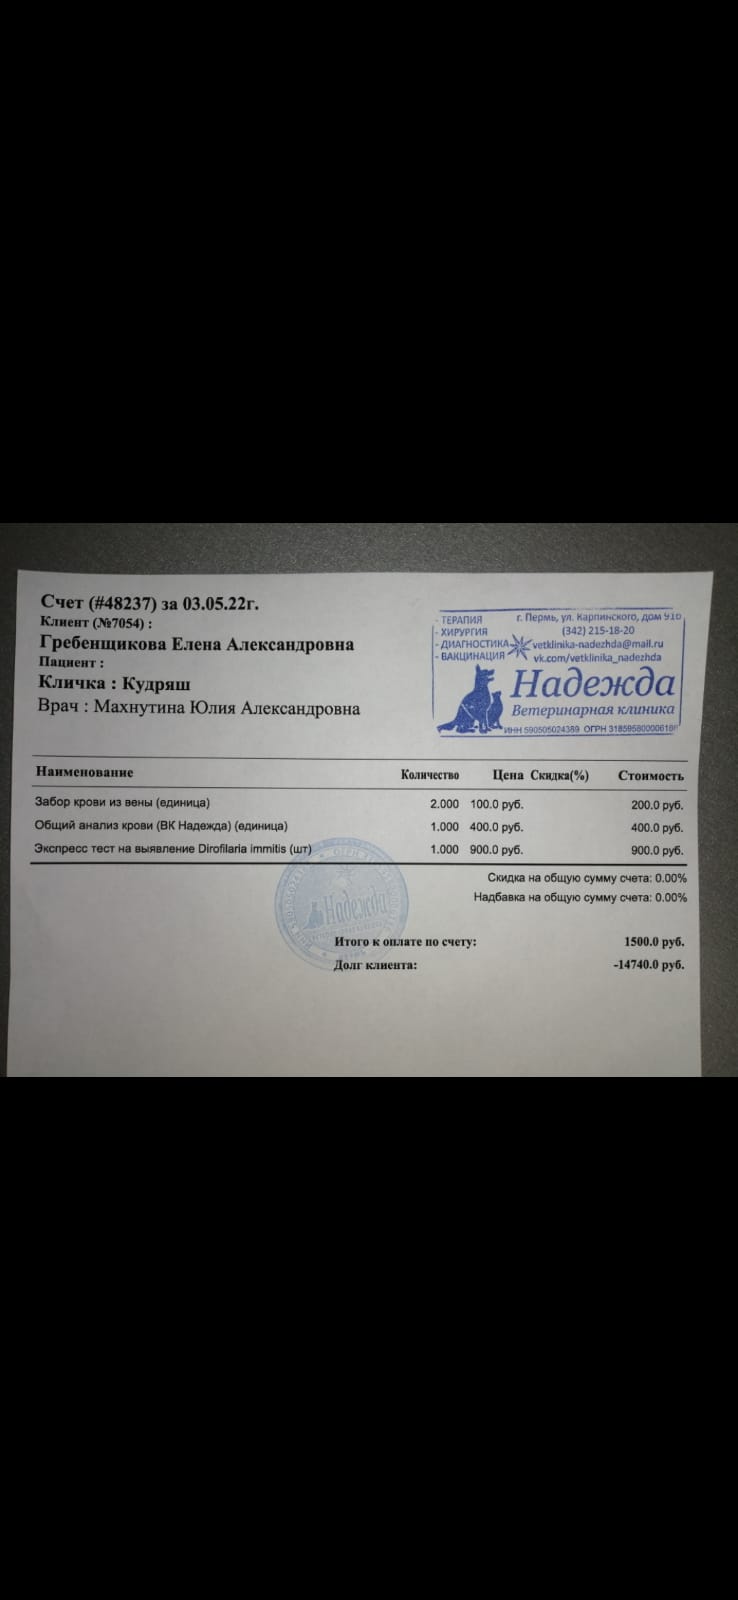 Счет (#48237) за 03.05.22г.
Клиент (№7054) :
Гребенщикова Елена Александровна
Пациент :
Кличка : Кудряш
Врач : Махнутина Юлия Александровна
- ТЕРАПИЯ
- ХИРУРГИЯ
- ДИАГНОСТИКА
- ВАКЦИНАЦИЯ
г. Пермь, ул. Карпинского, дом 91б
(342) 215-18-20
vetklinika-nadezhda@mail.ru
vk.com/vetklinika_nadezhda
Надежда
Ветеринарная клиника
ИНН 590505024389 ОГРН
Наименование Количество Цена Скидка(%) Стоимость
Забор крови из вены (единица) 2.000 100.0 руб. 200.0 руб.
Общий анализ крови (ВК Надежда) (единица) 1.000 400.0 руб. 400.0 руб.
Экспресс тест на выявление Dirofilaria immitis (шт) 1.000 900.0 руб. 900.0 руб.
Скидка на общую сумму счета: 0.00%
Надбавка на общую сумму счета: 0.00%
Надежда
Итого к оплате по счету: 1500.0 руб.
Долг клиента: -14740.0 руб.